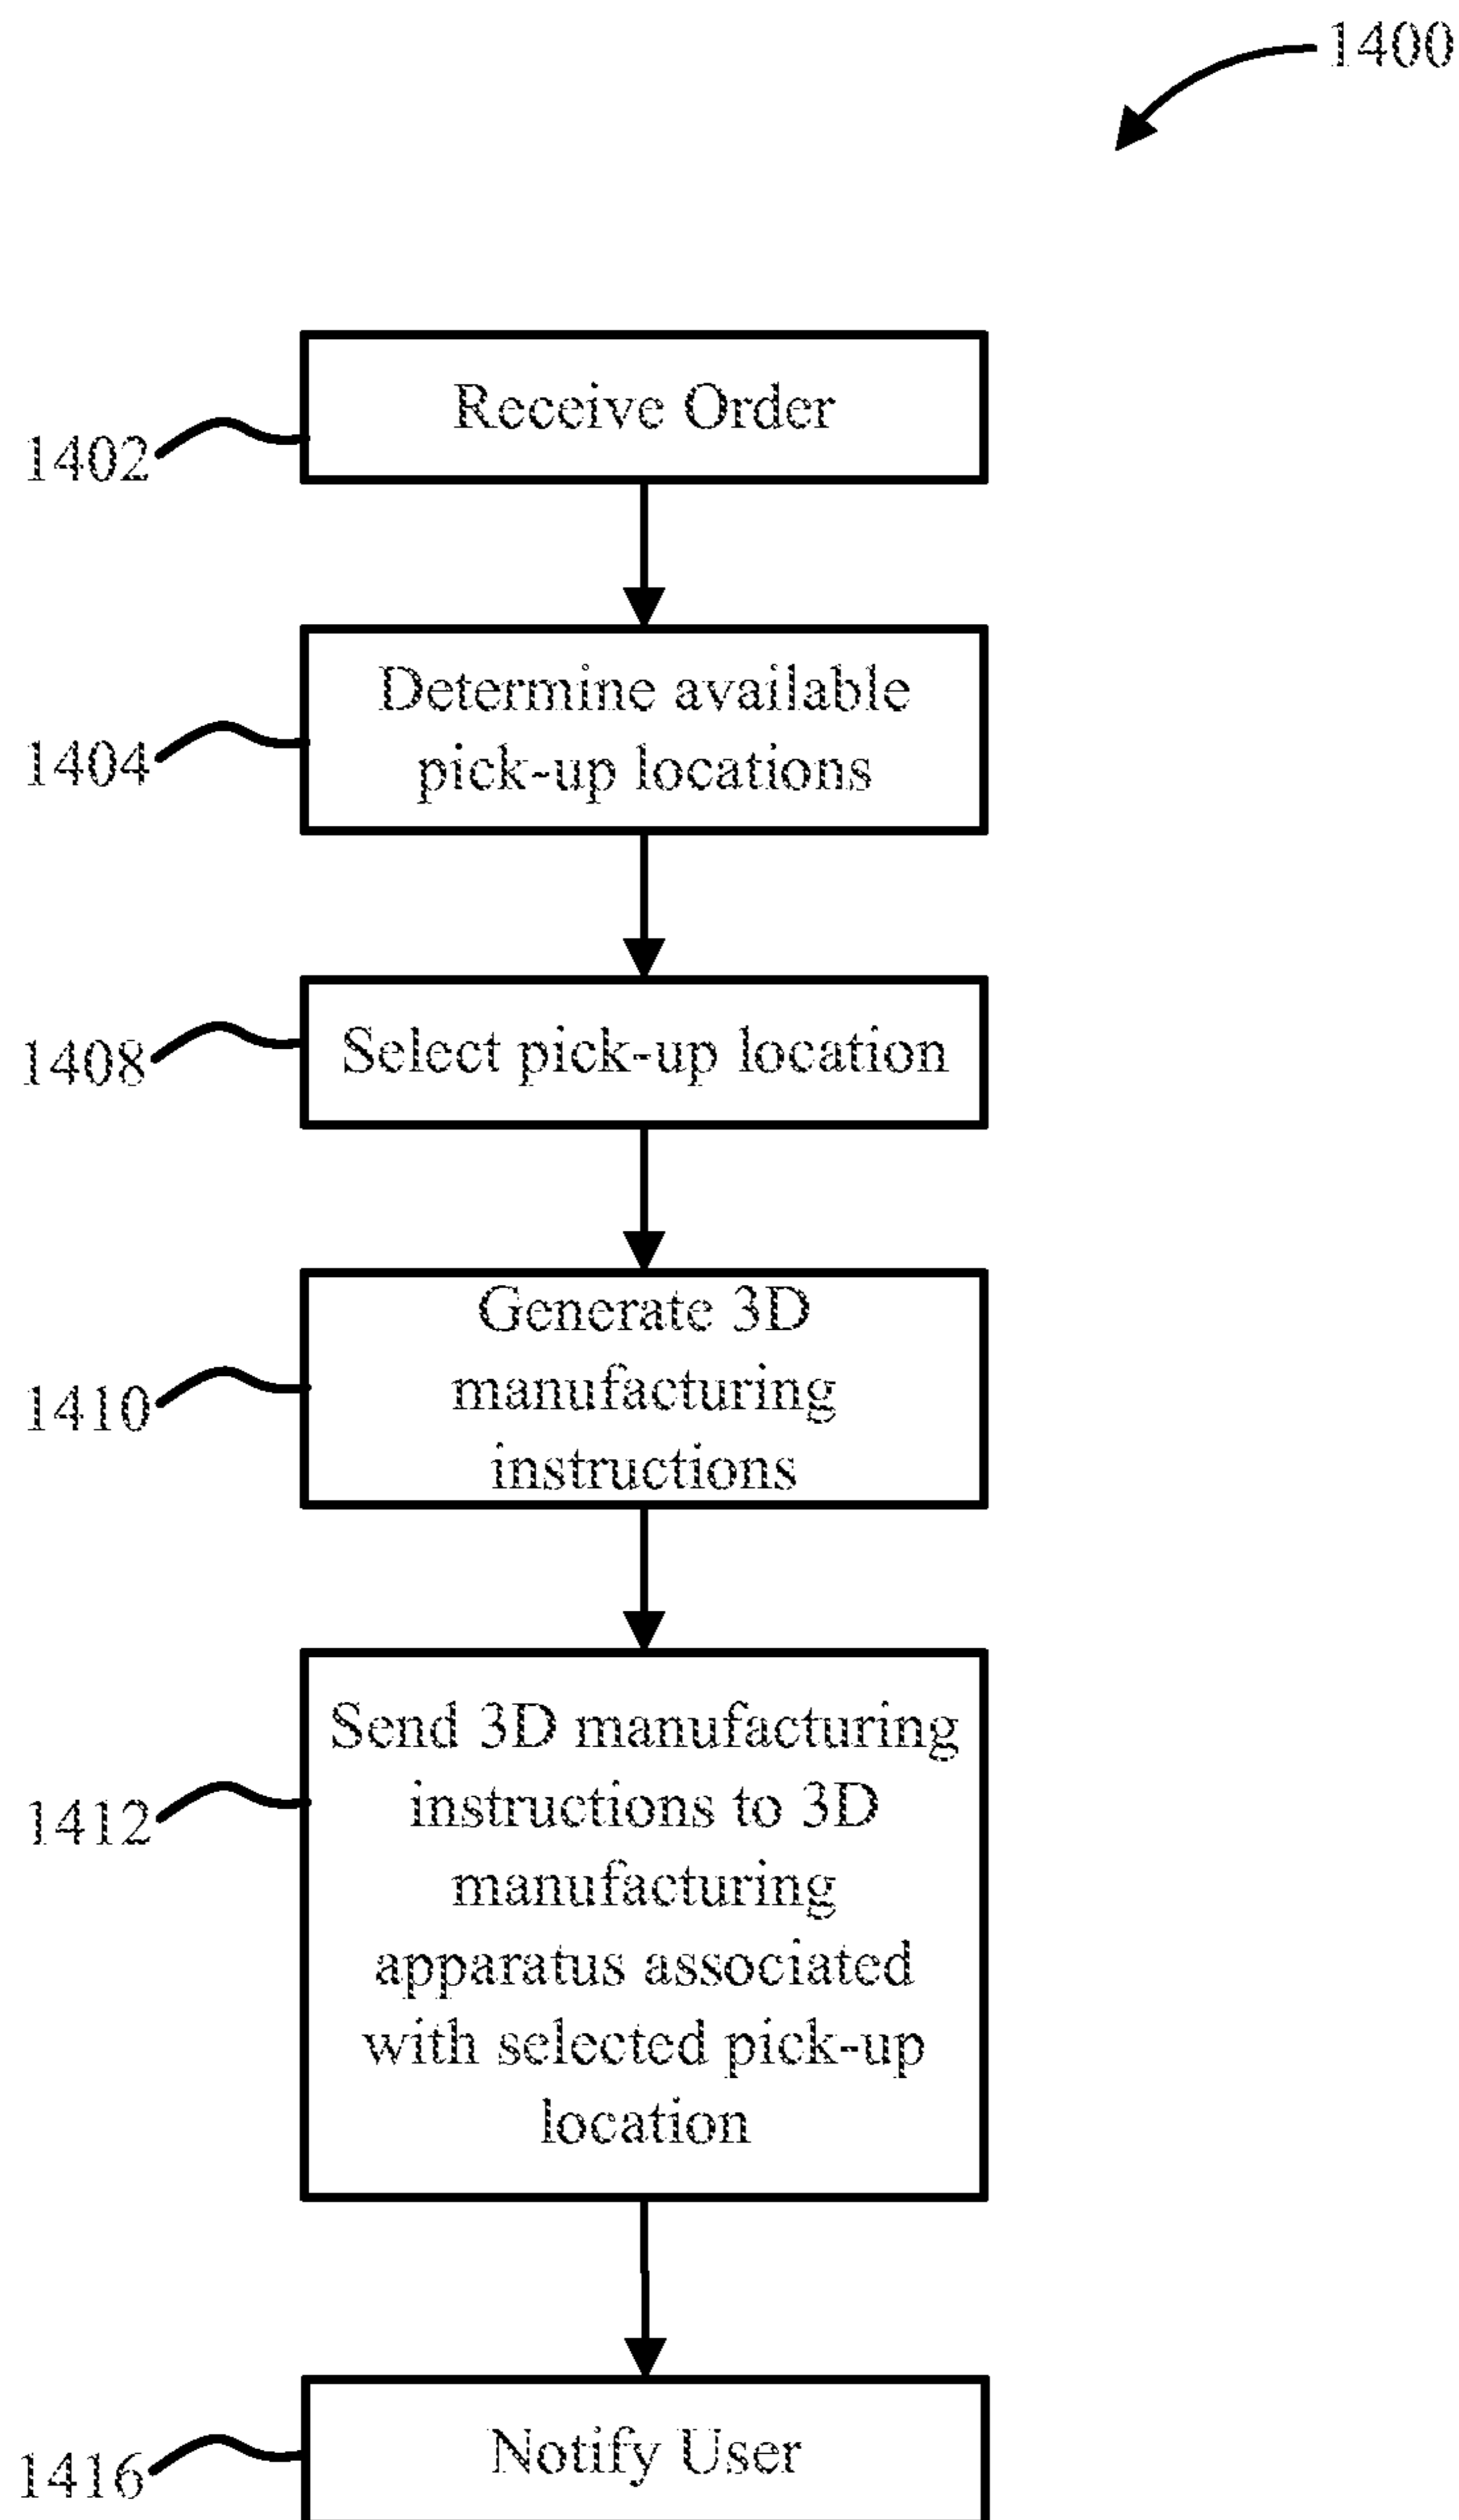 1400
Receive Order
1402
Determine available
pick-up locations
1404
Select pick-up location
1408
Generate 3D
manufacturing
instructions
1410
Send 3D manufacturing
instructions to 3D
manufacturing
apparatus associated
with selected pick-up
location
1412
Notify User
1416